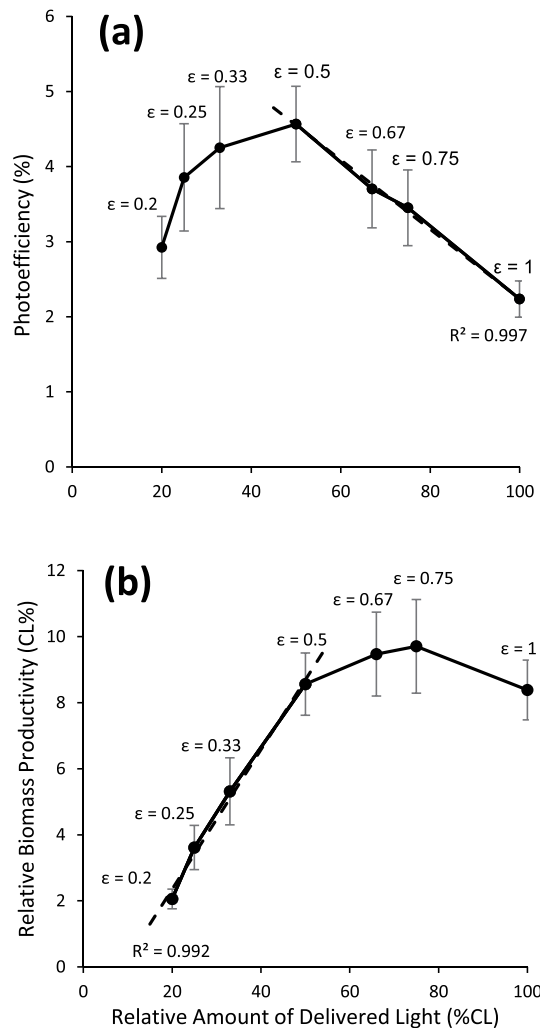 (a)
Photoefficiency (%)
6
5
4
3
2
1
0
ε = 0.2
ε = 0.25
ε = 0.33
ε = 0.5
ε = 0.67
ε = 0.75
ε = 1
R² = 0.997
0 20 40 60 80 100
(b)
Relative Biomass Productivity (CL%)
12
10
8
6
4
2
0
ε = 0.2
ε = 0.25
ε = 0.33
ε = 0.5
ε = 0.67
ε = 0.75
ε = 1
R² = 0.992
0 20 40 60 80 100
Relative Amount of Delivered Light (%CL)